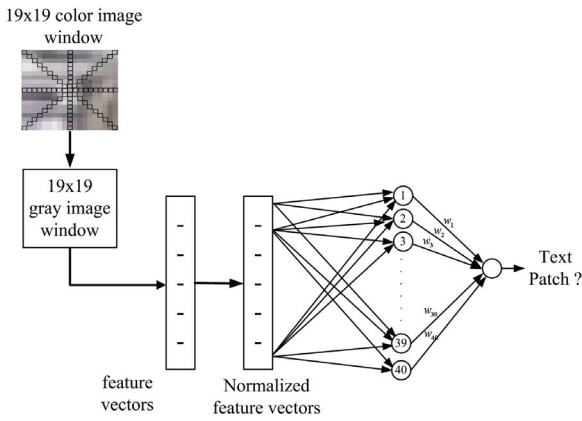 19x19 color image
window
19x19
gray image
window
feature
vectors
Normalized
feature vectors
1
2
3
39
40
w1
w2
w3
w39
w40
Text
Patch ?